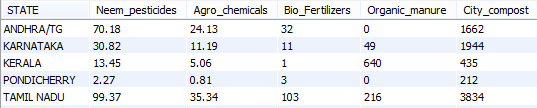 STATE Neem_pesticides Agro_chemicals Bio_Fertilizers Organic_manure City_compost
ANDHRA/TG 70.18 24.13 32 0 1662
KARNATAKA 30.82 11.19 11 49 1944
KERALA 13.45 5.06 1 640 435
PONDICHERRY 2.27 0.81 3 0 212
TAMIL NADU 99.37 35.34 103 216 3834